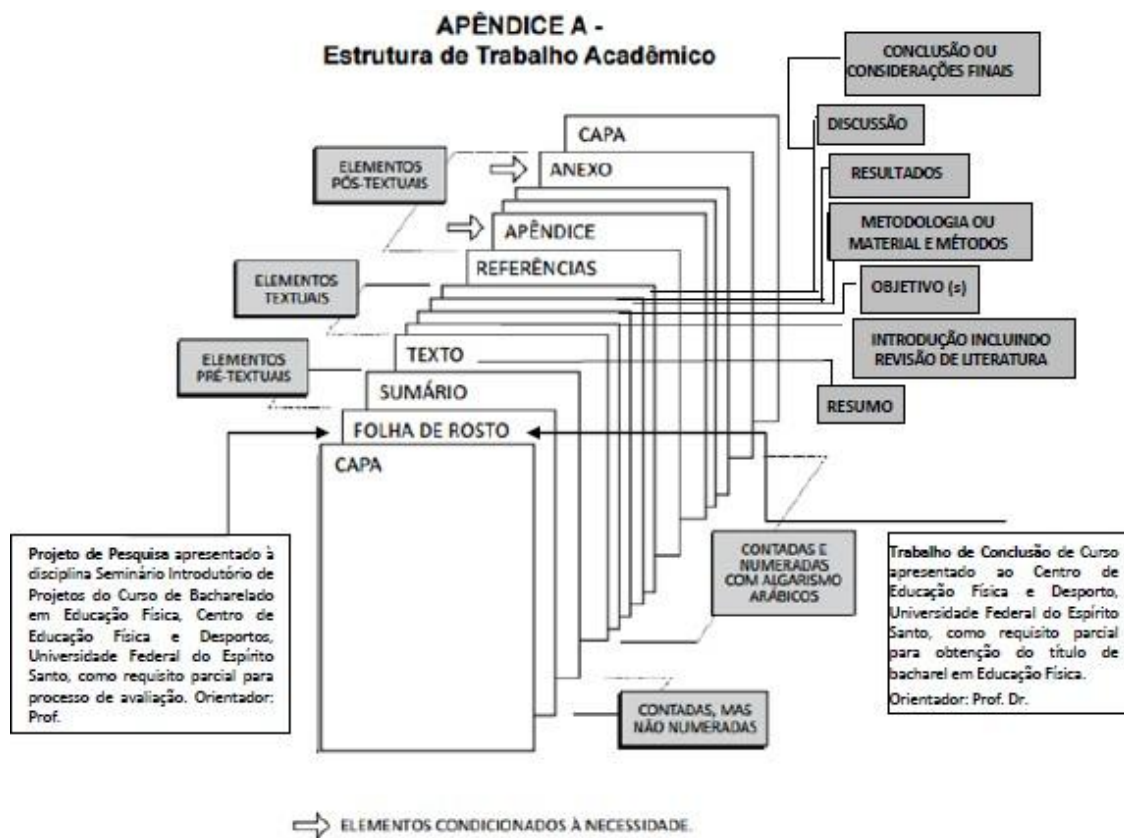 APÊNDICE A -
Estrutura de Trabalho Acadêmico
CONCLUSÃO OU
CONSIDERAÇÕES FINAIS
DISCUSSÃO
RESULTADOS
METODOLOGIA OU
MATERIAL E MÉTODOS
OBJETIVO (s)
INTRODUÇÃO INCLUINDO
REVISÃO DE LITERATURA
RESUMO
ELEMENTOS
PÓS-TEXTUAIS
ELEMENTOS
TEXTUAIS
ELEMENTOS
PRÉ-TEXTUAIS
CAPA
ANEXO
APÊNDICE
REFERÊNCIAS
TEXTO
SUMÁRIO
FOLHA DE ROSTO
CAPA
Projeto de Pesquisa apresentado à
disciplina Seminário Introdutório de
Projetos do Curso de Bacharelado
em Educação Física, Centro de
Educação Física e Desportos,
Universidade Federal do Espírito
Santo, como requisito parcial para
processo de avaliação. Orientador:
Prof.
CONTADAS E
NUMERADAS
COM ALGARISMO
ARÁBICOS
CONTADAS, MAS
NÃO NUMERADAS
Trabalho de Conclusão de Curso
apresentado ao Centro de
Educação Física e Desporto,
Universidade Federal do Espírito
Santo, como requisito parcial
para obtenção do título de
bacharel em Educação Física.
Orientador: Prof. Dr.
ELEMENTOS CONDICIONADOS À NECESSIDADE.